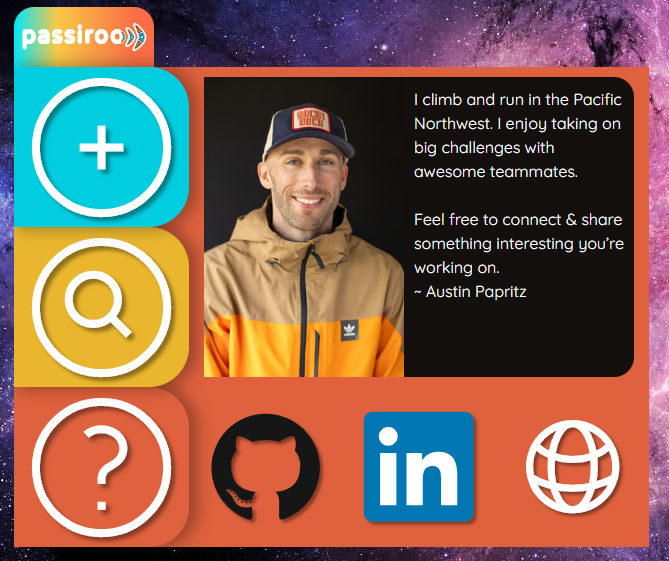 passiroo
I climb and run in the Pacific
Northwest. I enjoy taking on
big challenges with
awesome teammates.
Feel free to connect & share
something interesting you're
working on.
~ Austin Papritz
in